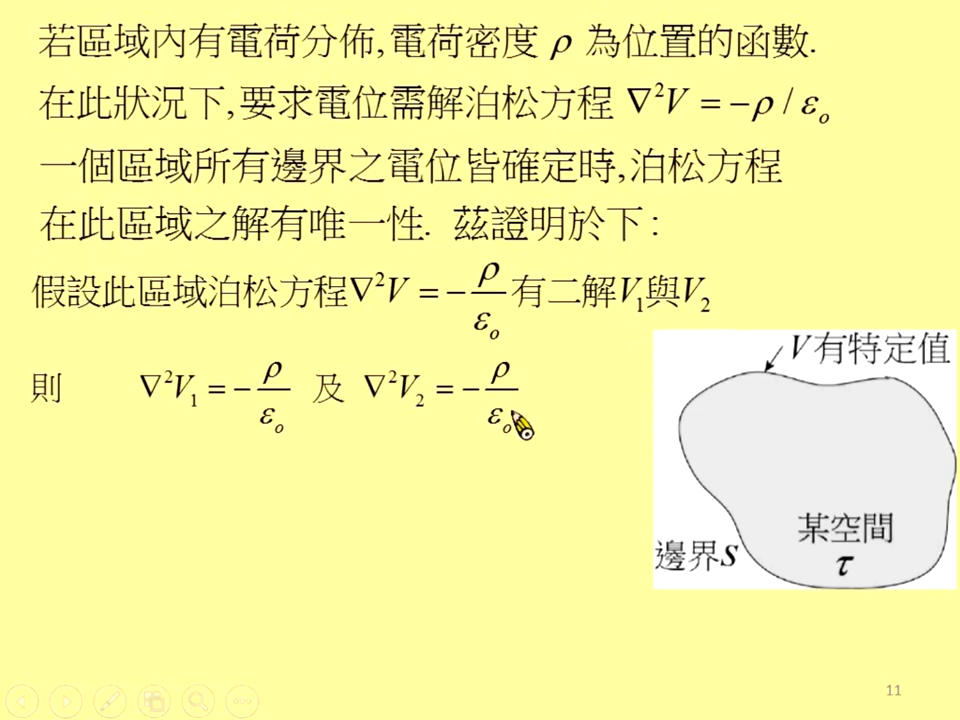 若區域內有電荷分佈,電荷密度 ρ 為位置的函數.
在此狀況下,要求電位需解泊松方程 ∇²V = −ρ / εₒ
一個區域所有邊界之電位皆確定時,泊松方程
在此區域之解有唯一性. 茲證明於下:
假設此區域泊松方程∇²V = −ρ/εₒ 有二解V₁與V₂
則 ∇²V₁ = −ρ/εₒ 及 ∇²V₂ = −ρ/εₒ
V有特定值
某空間
τ
邊界S
11